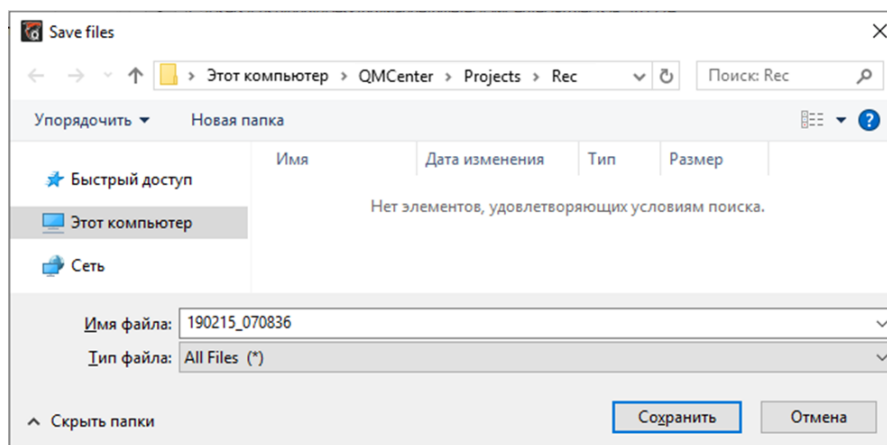 Save files
Этот компьютер > QMCenter > Projects > Rec
Поиск: Rec
Упорядочить
Новая папка
Имя
Дата изменения
Тип
Размер
Быстрый доступ
Этот компьютер
Сеть
Нет элементов, удовлетворяющих условиям поиска.
Имя файла: 190215_070836
Тип файла: All Files (*)
Скрыть папки
Сохранить
Отмена